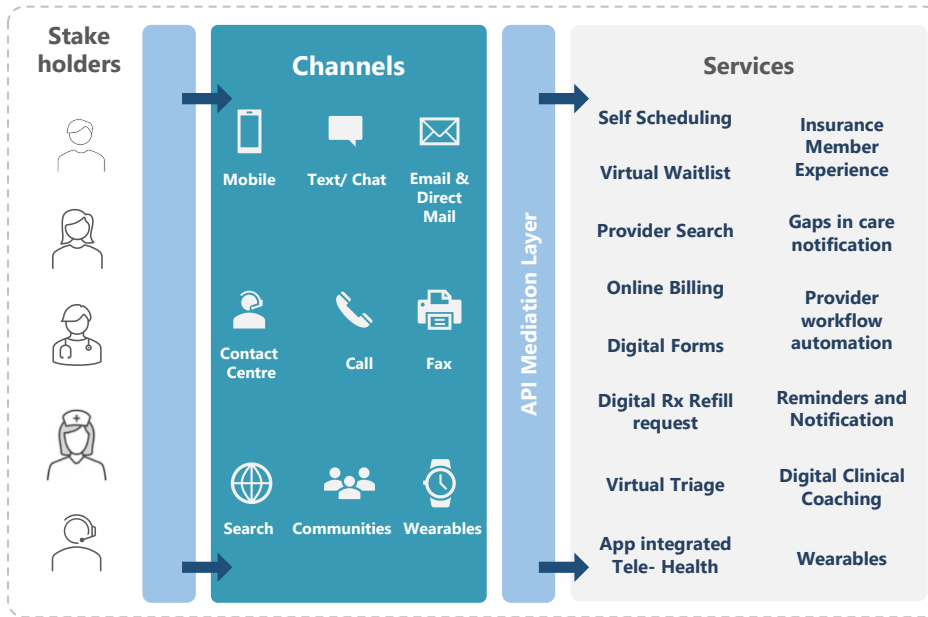 Stake
holders
Channels
Mobile
Text/ Chat
Email &
Direct
Mail
Contact
Centre
Call
Fax
Search
Communities
Wearables
API Mediation Layer
Services
Self Scheduling
Virtual Waitlist
Provider Search
Online Billing
Digital Forms
Digital Rx Refill
request
Virtual Triage
App integrated
Tele- Health
Insurance
Member
Experience
Gaps in care
notification
Provider
workflow
automation
Reminders and
Notification
Digital Clinical
Coaching
Wearables